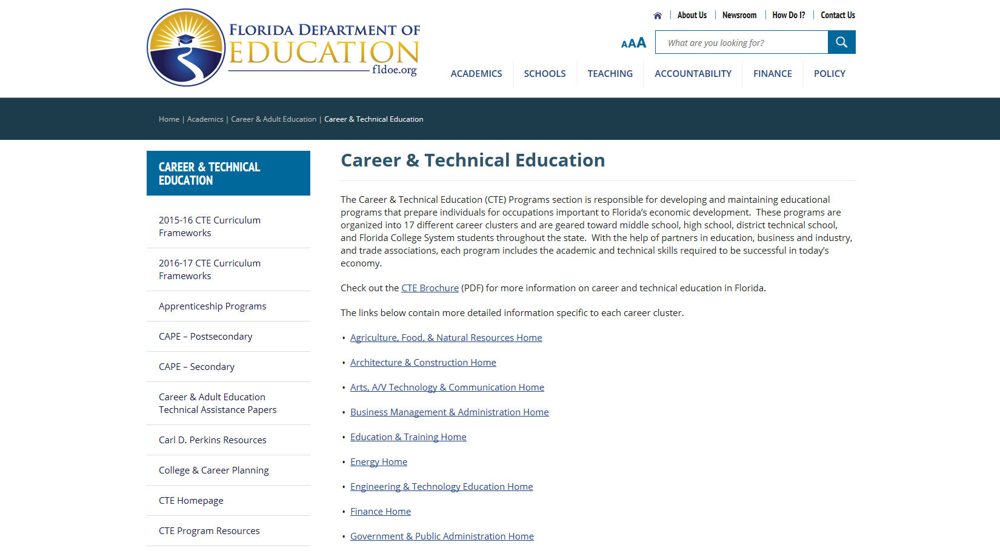 FLORIDA DEPARTMENT OF
EDUCATION
fldoe.org
About Us
Newsroom
How Do I?
Contact Us
AAA
What are you looking for?
ACADEMICS
SCHOOLS
TEACHING
ACCOUNTABILITY
FINANCE
POLICY
Home | Academics | Career & Adult Education | Career & Technical Education
CAREER & TECHNICAL
EDUCATION
2015-16 CTE Curriculum
Frameworks
2016-17 CTE Curriculum
Frameworks
Apprenticeship Programs
CAPE – Postsecondary
CAPE – Secondary
Career & Adult Education
Technical Assistance Papers
Carl D. Perkins Resources
College & Career Planning
CTE Homepage
CTE Program Resources
Career & Technical Education
The Career & Technical Education (CTE) Programs section is responsible for developing and maintaining educational
programs that prepare individuals for occupations important to Florida’s economic development.  These programs are
organized into 17 different career clusters and are geared toward middle school, high school, district technical school,
and Florida College System students throughout the state.  With the help of partners in education, business and industry,
and trade associations, each program includes the academic and technical skills required to be successful in today’s
economy.
Check out the CTE Brochure (PDF) for more information on career and technical education in Florida.
The links below contain more detailed information specific to each career cluster.
• Agriculture, Food, & Natural Resources Home
• Architecture & Construction Home
• Arts, A/V Technology & Communication Home
• Business Management & Administration Home
• Education & Training Home
• Energy Home
• Engineering & Technology Education Home
• Finance Home
• Government & Public Administration Home